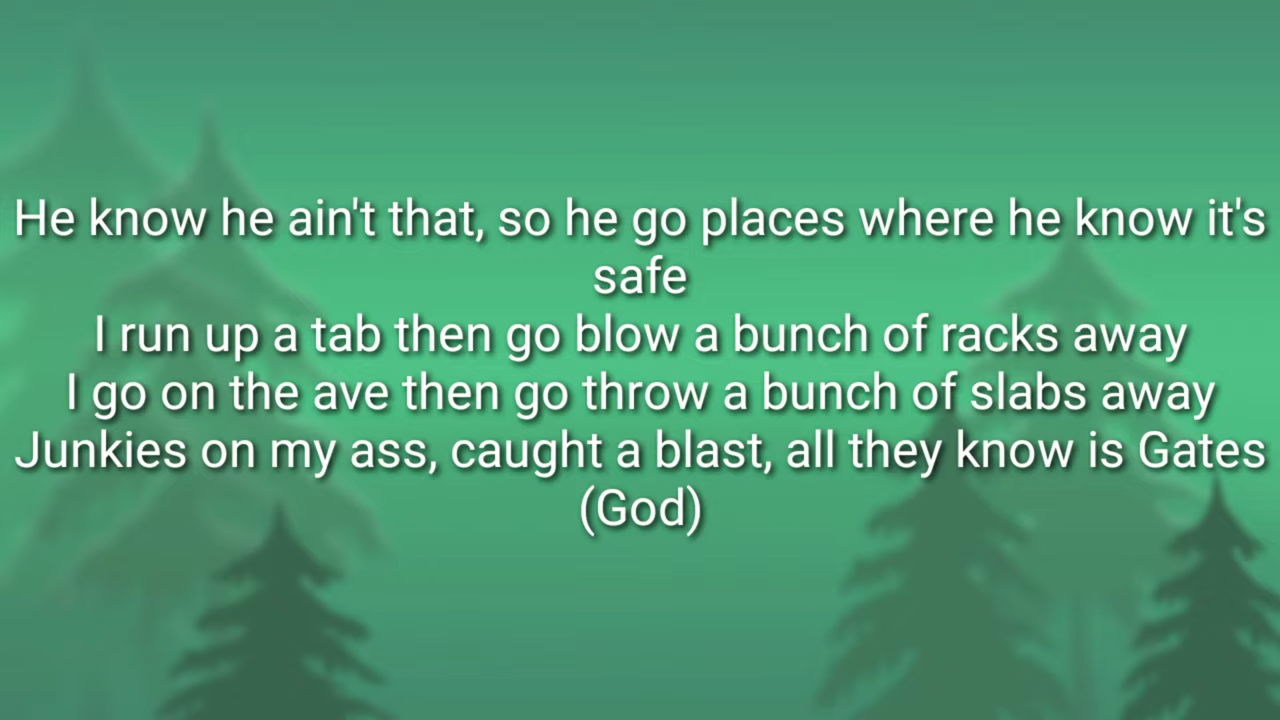 He know he ain't that, so he go places where he know it's
safe
I run up a tab then go blow a bunch of racks away
I go on the ave then go throw a bunch of slabs away
Junkies on my ass, caught a blast, all they know is Gates
(God)